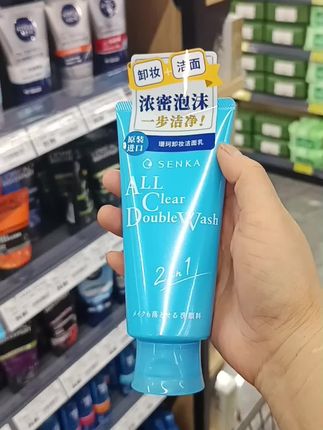 卸妆+洁面
浓密泡沫
一步洁净!
原装
进口
珊珂卸妆洁面乳
SENKA
ALL
Clear
Double Wash
2in1
メイクも落とせる洗顔料